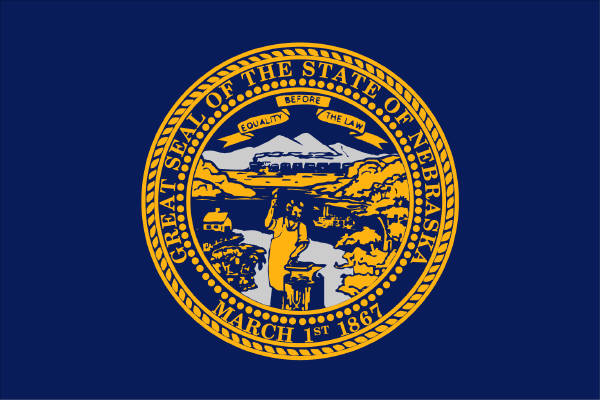 GREAT SEAL OF THE STATE OF NEBRASKA
EQUALITY BEFORE THE LAW
MARCH 1ST 1867